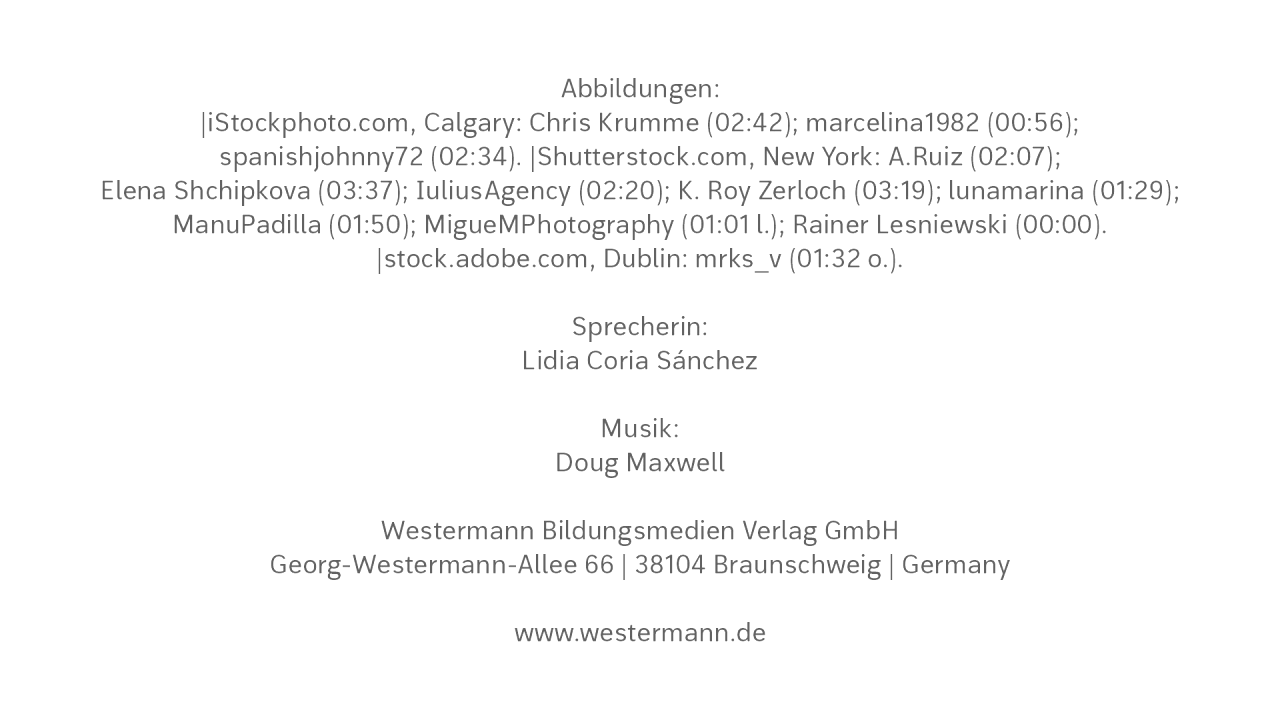 Abbildungen:
|iStockphoto.com, Calgary: Chris Krumme (02:42); marcelina1982 (00:56);
spanishjohnny72 (02:34). |Shutterstock.com, New York: A.Ruiz (02:07);
Elena Shchipkova (03:37); IuliusAgency (02:20); K. Roy Zerloch (03:19); lunamarina (01:29);
ManuPadilla (01:50); MigueMPhotography (01:01 l.); Rainer Lesniewski (00:00).
|stock.adobe.com, Dublin: mrks_v (01:32 o.).
Sprecherin:
Lidia Coria Sánchez
Musik:
Doug Maxwell
Westermann Bildungsmedien Verlag GmbH
Georg-Westermann-Allee 66 | 38104 Braunschweig | Germany
www.westermann.de